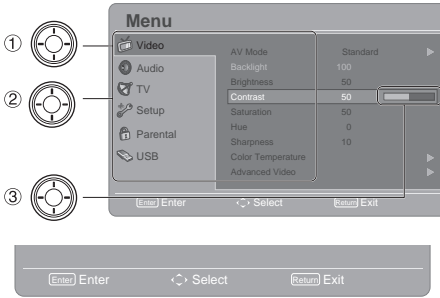 Menu
① Video
AV Mode Standard
Audio
Backlight 100
Brightness 50
② TV
Contrast 50
Setup
Saturation 50
Hue 0
Parental
Sharpness 10
USB
Color Temperature
Advanced Video
③
Enter Enter Select Return Exit
Enter Enter Select Return Exit